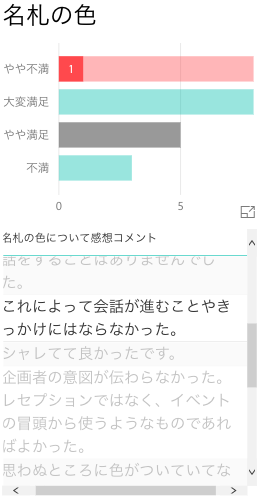 名札の色
やや不満
1
大変満足
やや満足
不満
0
5
名札の色について感想コメント
話をすることはありませんでし
た。
これによって会話が進むことやき
っかけにはならなかった。
シャレてて良かったです。
企画者の意図が伝わらなかった。
レセプションではなく、イベント
の冒頭から使うようなものであれ
ばよかった。
思わぬところに色がついていてな